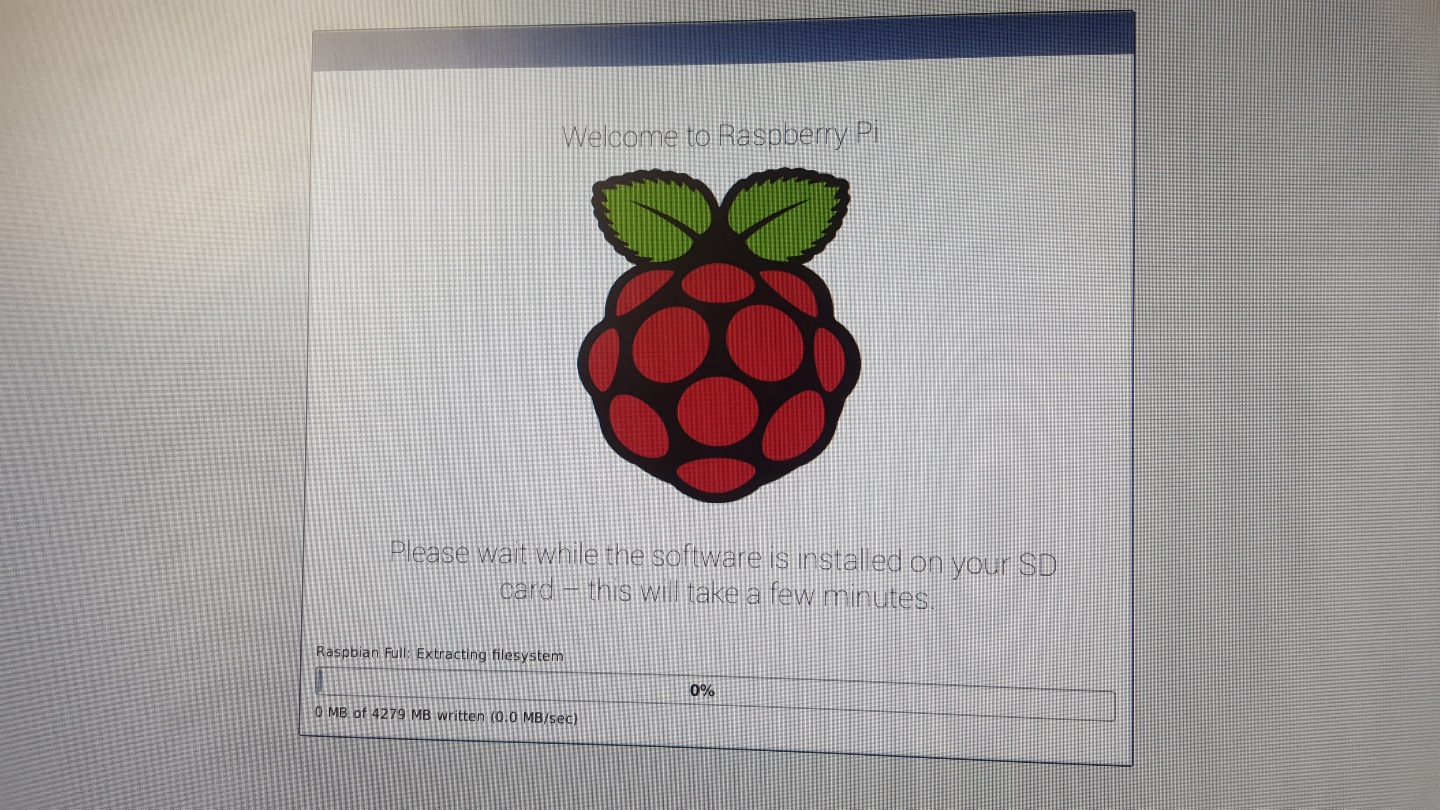 Welcome to Raspberry Pi
Please wait while the software is installed on your SD
card – this will take a few minutes.
Raspbian Full: Extracting filesystem
0%
0 MB of 4279 MB written (0.0 MB/sec)